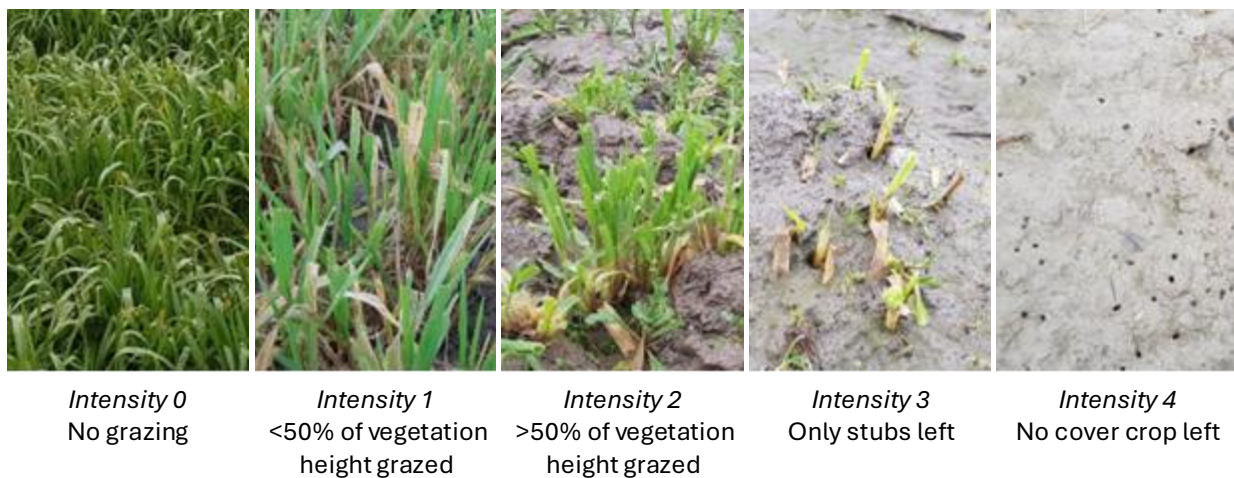 Intensity 0
No grazing
Intensity 1
<50% of vegetation
height grazed
Intensity 2
>50% of vegetation
height grazed
Intensity 3
Only stubs left
Intensity 4
No cover crop left